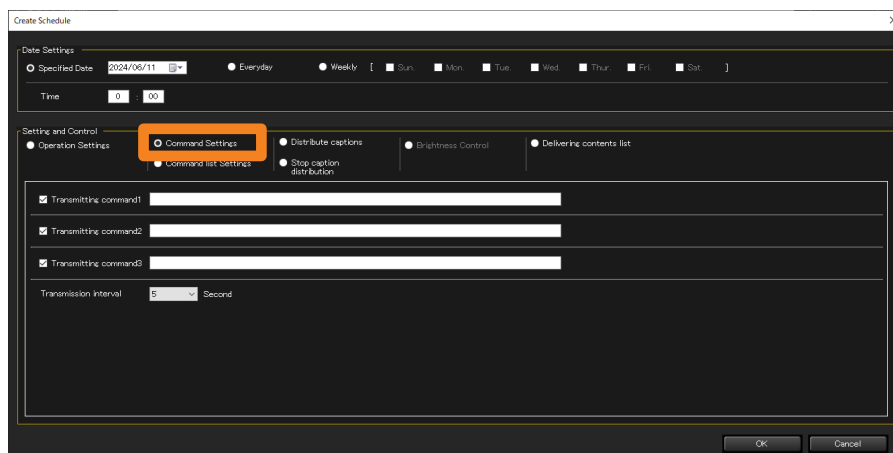 Create Schedule
Date Settings
Specified Date 2024/06/11 Everyday Weekly [ Sun. Mon. Tue. Wed. Thur. Fri. Sat. ]
Time 0 : 00
Setting and Control
Operation Settings Command Settings Distribute captions Brightness Control Delivering contents list
Command list Settings Stop caption distribution
Transmitting command1
Transmitting command2
Transmitting command3
Transmission interval 5 Second
OK Cancel